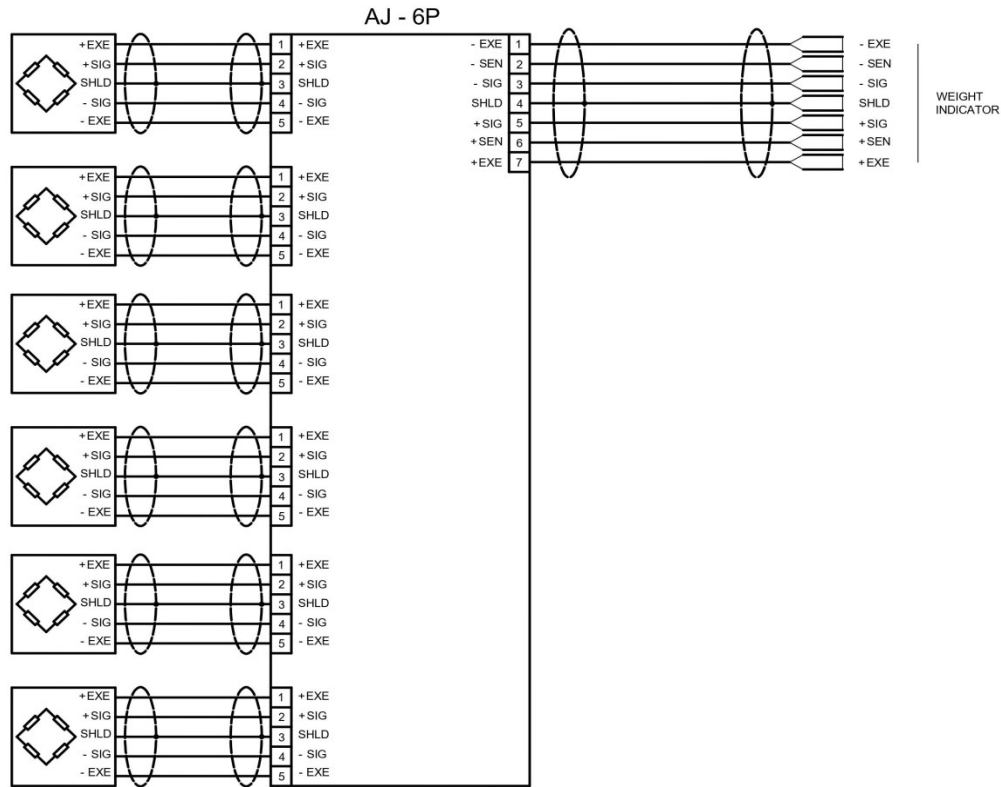 AJ - 6P
+EXE 1 +EXE
+SIG 2 +SIG
SHLD 3 SHLD
- SIG 4 - SIG
- EXE 5 - EXE
+EXE 1 +EXE
+SIG 2 +SIG
SHLD 3 SHLD
- SIG 4 - SIG
- EXE 5 - EXE
+EXE 1 +EXE
+SIG 2 +SIG
SHLD 3 SHLD
- SIG 4 - SIG
- EXE 5 - EXE
+EXE 1 +EXE
+SIG 2 +SIG
SHLD 3 SHLD
- SIG 4 - SIG
- EXE 5 - EXE
+EXE 1 +EXE
+SIG 2 +SIG
SHLD 3 SHLD
- SIG 4 - SIG
- EXE 5 - EXE
+EXE 1 +EXE
+SIG 2 +SIG
SHLD 3 SHLD
- SIG 4 - SIG
- EXE 5 - EXE
- EXE 1 - EXE
- SEN 2 - SEN
- SIG 3 - SIG
SHLD 4 SHLD
+SIG 5 +SIG
+SEN 6 +SEN
+EXE 7 +EXE
WEIGHT
INDICATOR